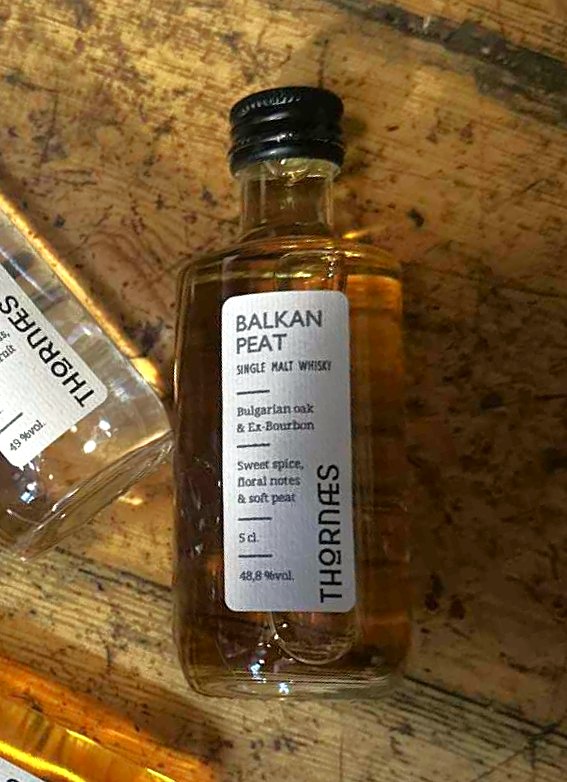 BALKAN
PEAT
SINGLE MALT WHISKY
Bulgarian oak
& Ex-Bourbon
Sweet spice,
floral notes
& soft peat
5 cl.
48,8 %vol.
THORNÆS
THORNÆS
49 %vol.